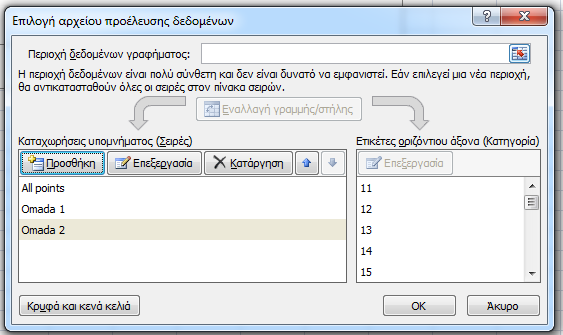 Επιλογή αρχείου προέλευσης δεδομένων
Περιοχή δεδομένων γραφήματος:
Η περιοχή δεδομένων είναι πολύ σύνθετη και δεν είναι δυνατό να εμφανιστεί. Εάν επιλεγεί μια νέα περιοχή,
θα αντικατασταθούν όλες οι σειρές στον πίνακα σειρών.
Εναλλαγή γραμμής/στήλης
Καταχωρήσεις υπομνήματος (Σειρές)
Προσθήκη Επεξεργασία Κατάργηση
All points
Omada 1
Omada 2
Ετικέτες οριζόντιου άξονα (Κατηγορία)
Επεξεργασία
11
12
13
14
15
Κρυφά και κενά κελιά
OK Άκυρο